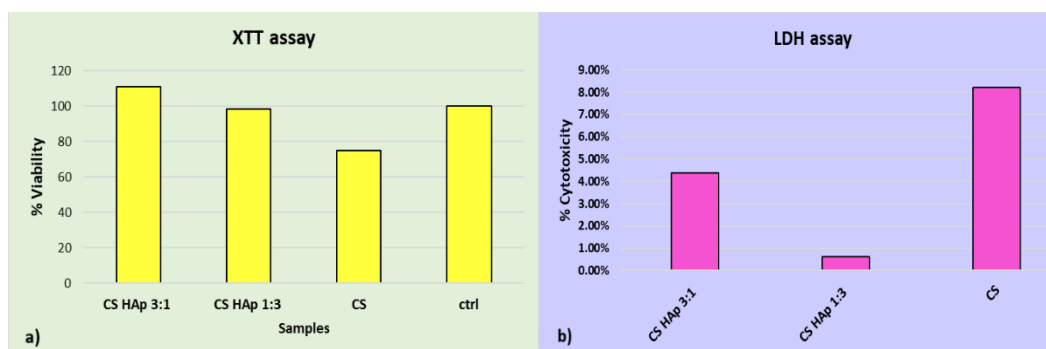 XTT assay
% Viability
120
100
80
60
40
20
0
CS HAp 3:1
CS HAp 1:3
CS
ctrl
Samples
a)
LDH assay
% Cytotoxicity
9.00%
8.00%
7.00%
6.00%
5.00%
4.00%
3.00%
2.00%
1.00%
0.00%
CS HAp 3:1
CS HAp 1:3
CS
b)